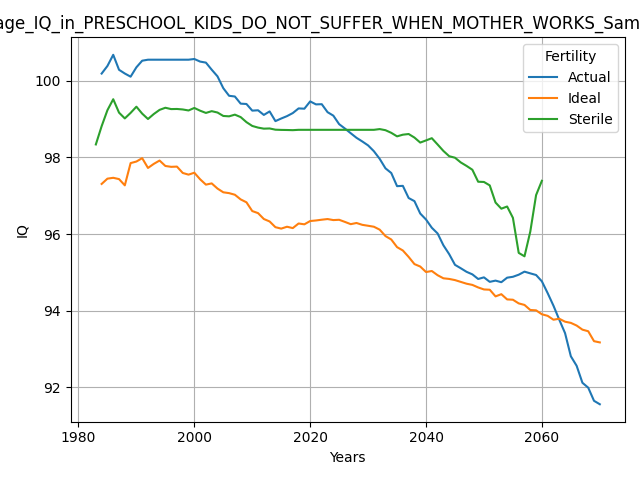 age_IQ_in_PRESCHOOL_KIDS_DO_NOT_SUFFER_WHEN_MOTHER_WORKS_Sam
Fertility
Actual
Ideal
Sterile
100
98
96
94
92
IQ
1980
2000
2020
2040
2060
Years